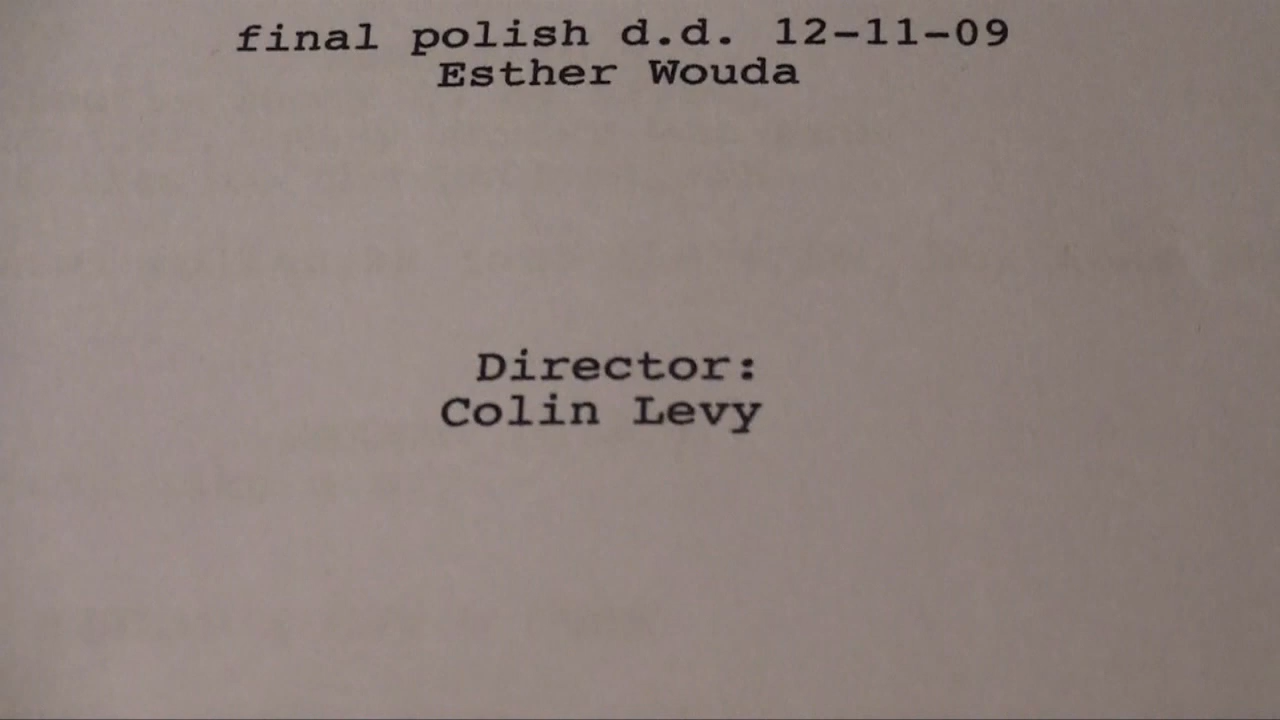 final polish d.d. 12-11-09
Esther Wouda
Director:
Colin Levy